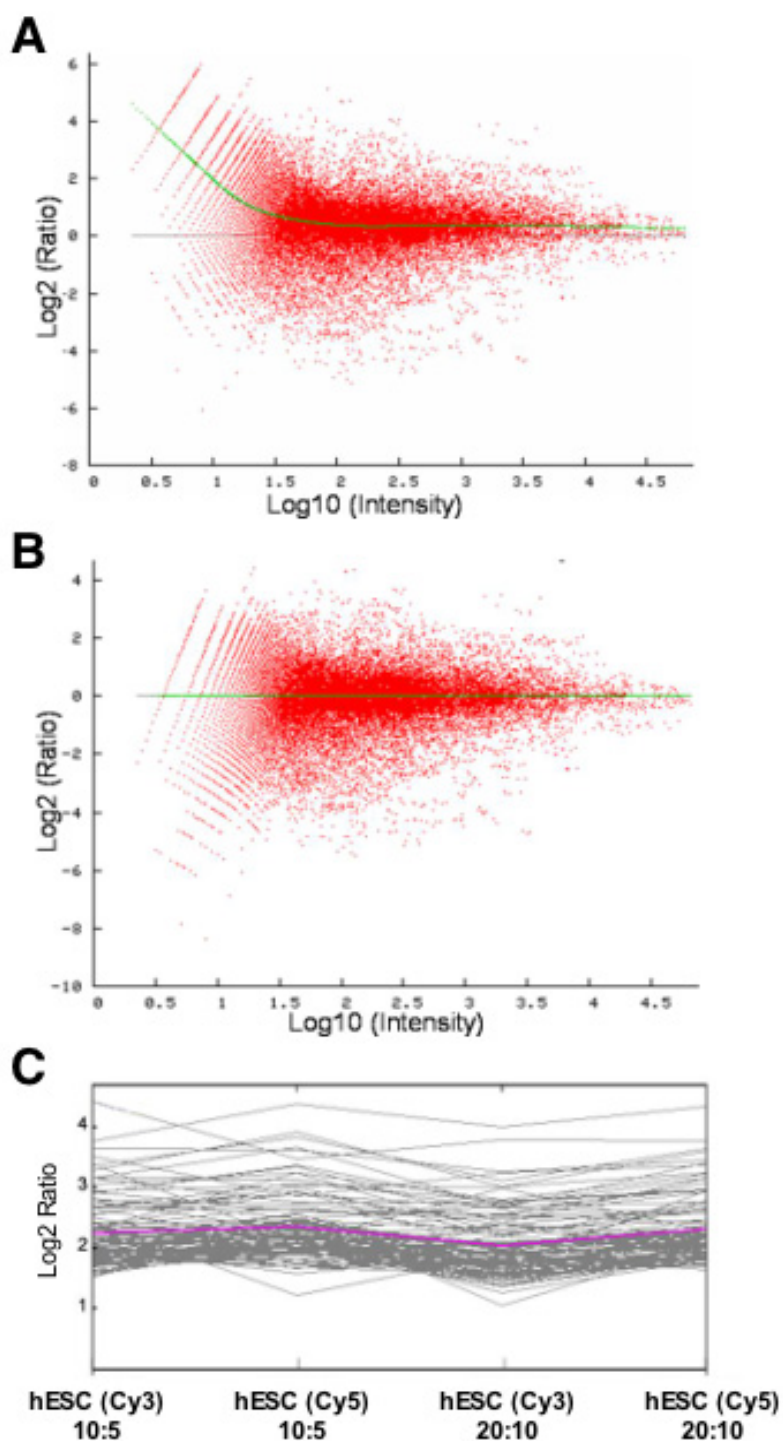 A
6
4
2
0
-2
-4
-6
-8
Log2 (Ratio)
0 0.5 1 1.5 2 2.5 3 3.5 4 4.5
Log10 (Intensity)
B
4
2
0
-2
-4
-6
-8
-10
Log2 (Ratio)
0 0.5 1 1.5 2 2.5 3 3.5 4 4.5
Log10 (Intensity)
C
4
3
2
1
Log2 Ratio
hESC (Cy3) hESC (Cy5) hESC (Cy3) hESC (Cy5)
10:5 10:5 20:10 20:10